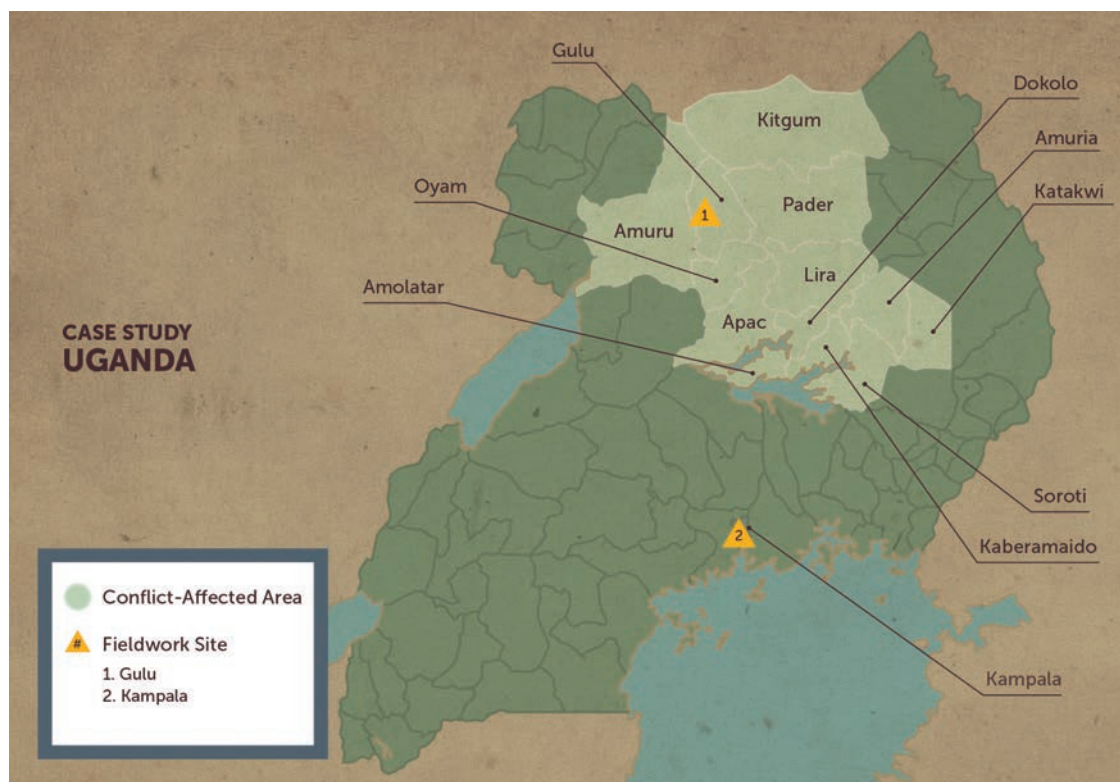 Gulu
Dokolo
Kitgum
Amuria
Oyam
Pader
Katakwi
1
Amuru
Lira
Amolatar
Apac
CASE STUDY
UGANDA
Soroti
2
Kaberamaido
Kampala
Conflict-Affected Area
# Fieldwork Site
1. Gulu
2. Kampala